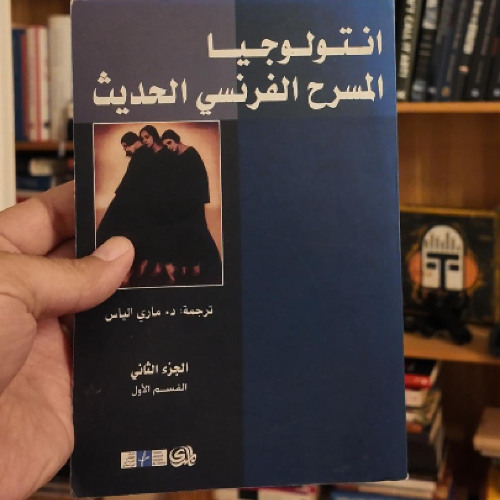 انتولوجيا
المسرح الفرنسي الحديث
ترجمة: د. ماري الياس
الجزء الثاني
القسم الأول